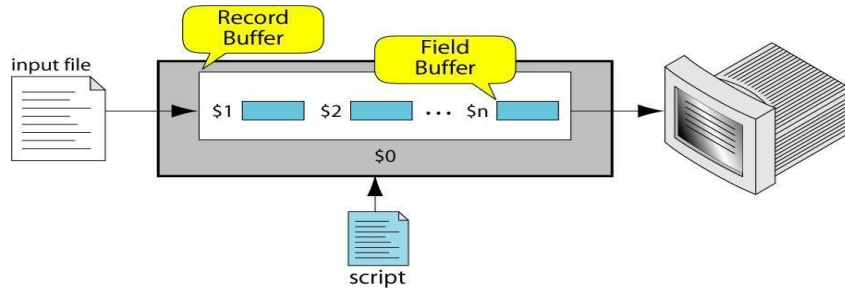 Record
Buffer
input file
Field
Buffer
$1
$2
...
$n
$0
script